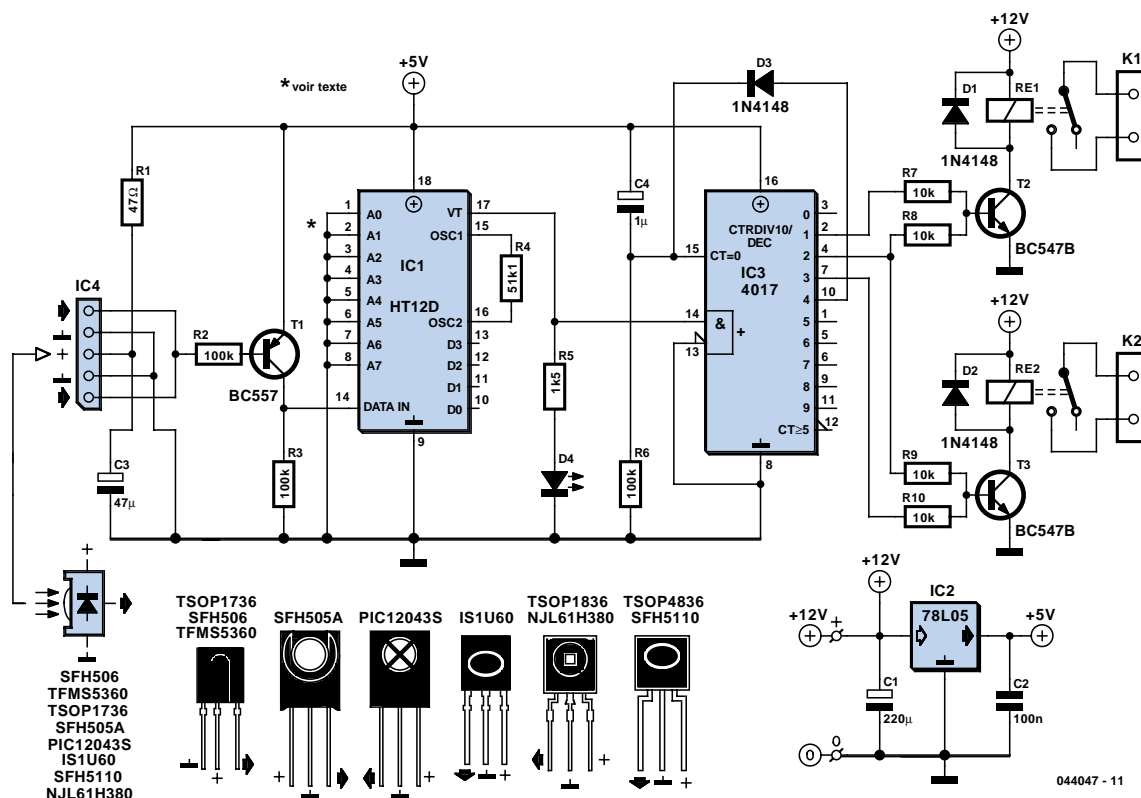 * voir texte
+5V
D3
1N4148
+12V
D1
RE1
K1
1N4148
R1
47Ω
18
1
2
3
4
5
6
7
8
*
A0
A1
A2
A3
A4
A5
A6
A7
VT
17
OSC1
15
IC1
HT12D
R4
51k1
OSC2
16
D3
13
D2
12
D1
11
D0
10
14
DATA IN
9
C4
1µ
16
15
CT=0
CTRDIV10/
DEC
IC3
4017
0
3
1
2
2
4
3
7
4
10
5
1
6
5
7
6
8
9
9
11
CT≥5
12
14
&
+
13
8
R7
10k
R8
10k
T2
BC547B
IC4
+
R2
100k
T1
BC557
R3
100k
C3
47µ
R5
1k5
D4
R6
100k
+12V
D2
RE2
K2
1N4148
R9
10k
R10
10k
T3
BC547B
+
SFH506
TFMS5360
TSOP1736
SFH505A
PIC12043S
IS1U60
SFH5110
NJL61H380
TSOP1736
SFH506
TFMS5360
+
SFH505A
+
PIC12043S
+
IS1U60
+
TSOP1836
NJL61H380
+
TSOP4836
SFH5110
+
+12V
+12V
+
IC2
78L05
+5V
C1
220µ
C2
100n
0
0
044047 - 11